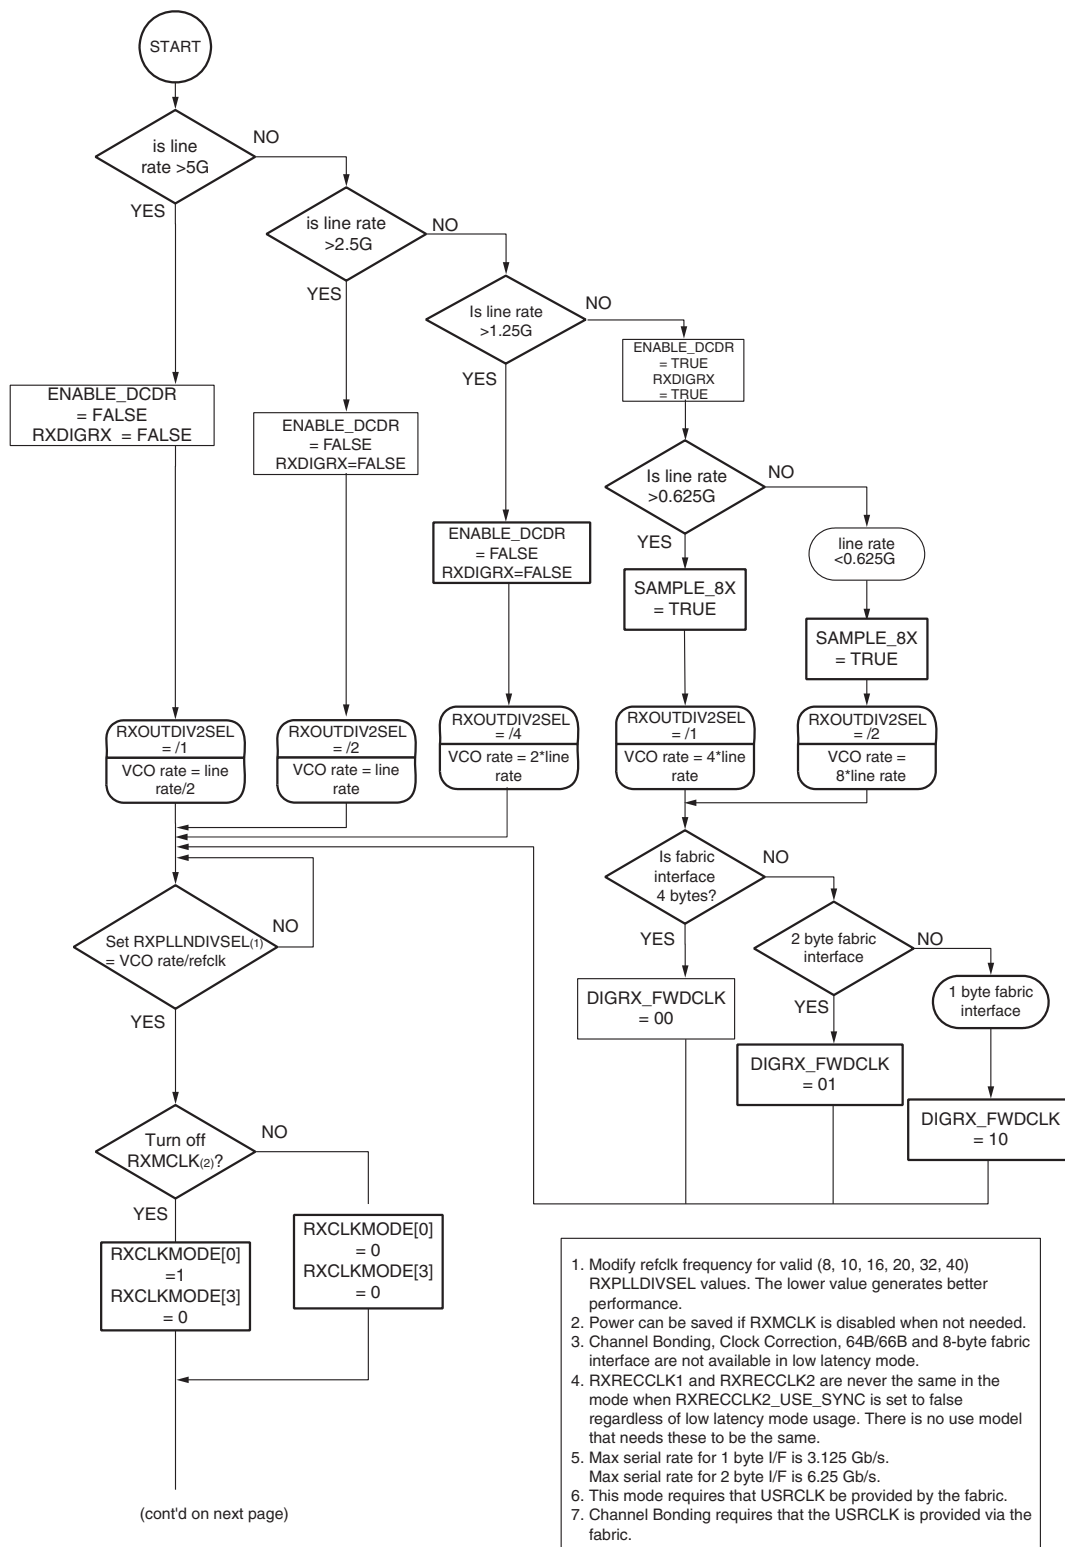 START
is line
rate >5G
NO
YES
is line rate
>2.5G
NO
YES
Is line rate
>1.25G
NO
YES
ENABLE_DCDR
= TRUE
RXDIGRX
= TRUE
ENABLE_DCDR
= FALSE
RXDIGRX = FALSE
ENABLE_DCDR
= FALSE
RXDIGRX=FALSE
ENABLE_DCDR
= FALSE
RXDIGRX=FALSE
Is line rate
>0.625G
NO
YES
line rate
<0.625G
SAMPLE_8X
= TRUE
SAMPLE_8X
= TRUE
RXOUTDIV2SEL
= /1
VCO rate = line
rate/2
RXOUTDIV2SEL
= /2
VCO rate = line
rate
RXOUTDIV2SEL
= /4
VCO rate = 2*line
rate
RXOUTDIV2SEL
= /1
VCO rate = 4*line
rate
RXOUTDIV2SEL
= /2
VCO rate =
8*line rate
Is fabric
interface
4 bytes?
NO
YES
2 byte fabric
interface
NO
YES
1 byte fabric
interface
DIGRX_FWDCLK
= 00
DIGRX_FWDCLK
= 01
DIGRX_FWDCLK
= 10
Set RXPLLNDIVSEL(1)
= VCO rate/refclk
NO
YES
Turn off
RXMCLK(2)?
NO
YES
RXCLKMODE[0]
=1
RXCLKMODE[3]
= 0
RXCLKMODE[0]
= 0
RXCLKMODE[3]
= 0
(cont'd on next page)
1. Modify refclk frequency for valid (8, 10, 16, 20, 32, 40)
RXPLLDIVSEL values. The lower value generates better
performance.
2. Power can be saved if RXMCLK is disabled when not needed.
3. Channel Bonding, Clock Correction, 64B/66B and 8-byte fabric
interface are not available in low latency mode.
4. RXRECCLK1 and RXRECCLK2 are never the same in the
mode when RXRECCLK2_USE_SYNC is set to false
regardless of low latency mode usage. There is no use model
that needs these to be the same.
5. Max serial rate for 1 byte I/F is 3.125 Gb/s.
Max serial rate for 2 byte I/F is 6.25 Gb/s.
6. This mode requires that USRCLK be provided by the fabric.
7. Channel Bonding requires that the USRCLK is provided via the
fabric.